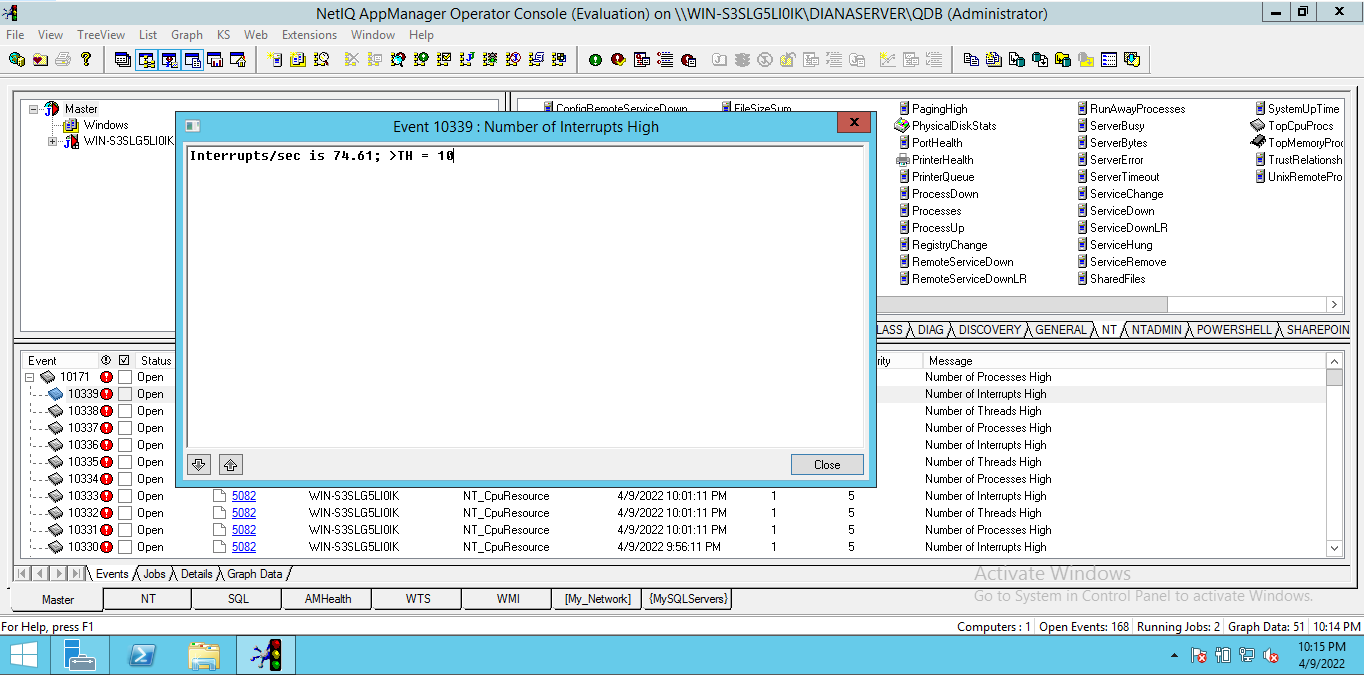 NetIQ AppManager Operator Console (Evaluation) on \\WIN-S3SLG5LI0IK\DIANASERVER\QDB (Administrator)
File View TreeView List Graph KS Web Extensions Window Help
Master
Windows
WIN-S3SLG5LI0IK
ConfigRemoteServiceDown FileSizeSum PagingHigh RunAwayProcesses SystemUpTime
PhysicalDiskStats ServerBusy TopCpuProcs
PortHealth ServerBytes TopMemoryProc
PrinterHealth ServerError TrustRelationsh
PrinterQueue ServerTimeout UnixRemotePro
ProcessDown ServiceChange
Processes ServiceDown
ProcessUp ServiceDownLR
RegistryChange ServiceHung
RemoteServiceDown ServiceRemove
RemoteServiceDownLR SharedFiles
LASS DIAG DISCOVERY GENERAL NT NTADMIN POWERSHELL SHAREPOIN
Event 10339 : Number of Interrupts High
X
Interrupts/sec is 74.61; >TH = 10
Close
Event Status rity Message
10171 Open Number of Processes High
10339 Open Number of Interrupts High
10338 Open Number of Threads High
10337 Open Number of Processes High
10336 Open Number of Interrupts High
10335 Open Number of Threads High
10334 Open Number of Processes High
10333 Open 5082 WIN-S3SLG5LI0IK NT_CpuResource 4/9/2022 10:01:11 PM 1 5 Number of Interrupts High
10332 Open 5082 WIN-S3SLG5LI0IK NT_CpuResource 4/9/2022 10:01:11 PM 1 5 Number of Threads High
10331 Open 5082 WIN-S3SLG5LI0IK NT_CpuResource 4/9/2022 10:01:11 PM 1 5 Number of Processes High
10330 Open 5082 WIN-S3SLG5LI0IK NT_CpuResource 4/9/2022 9:56:11 PM 1 5 Number of Interrupts High
Events Jobs Details Graph Data
Activate Windows
Go to System in Control Panel to activate Windows.
Master NT SQL AMHealth WTS WMI [My_Network] {MySQLServers}
For Help, press F1 Computers : 1 Open Events: 168 Running Jobs: 2 Graph Data: 51 10:14 PM
10:15 PM
4/9/2022